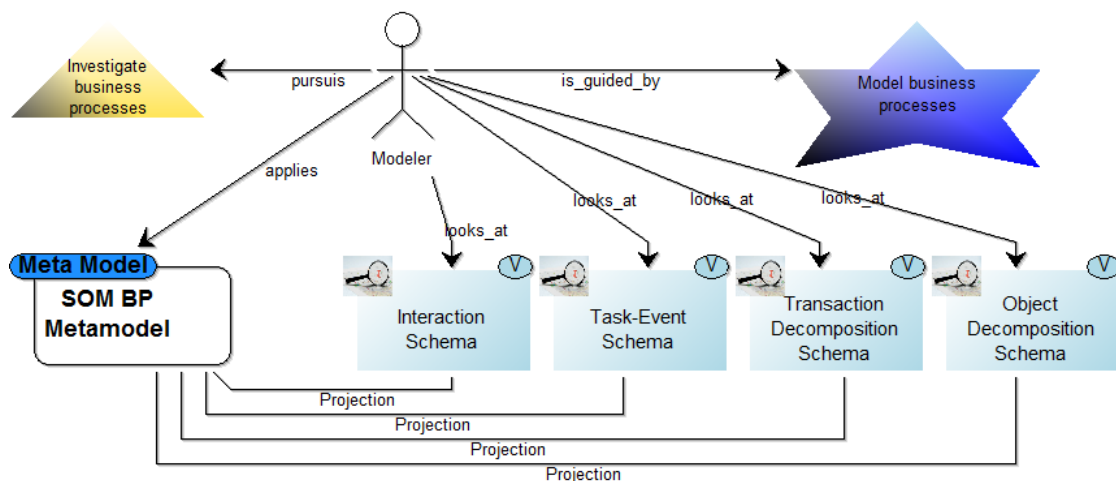 Investigate
business
processes
pursuis
is_guided_by
Model business
processes
Modeler
applies
looks_at
looks_at
looks_at
looks_at
Meta Model
SOM BP
Metamodel
V
V
V
V
Interaction
Schema
Task-Event
Schema
Transaction
Decomposition
Schema
Object
Decomposition
Schema
Projection
Projection
Projection
Projection